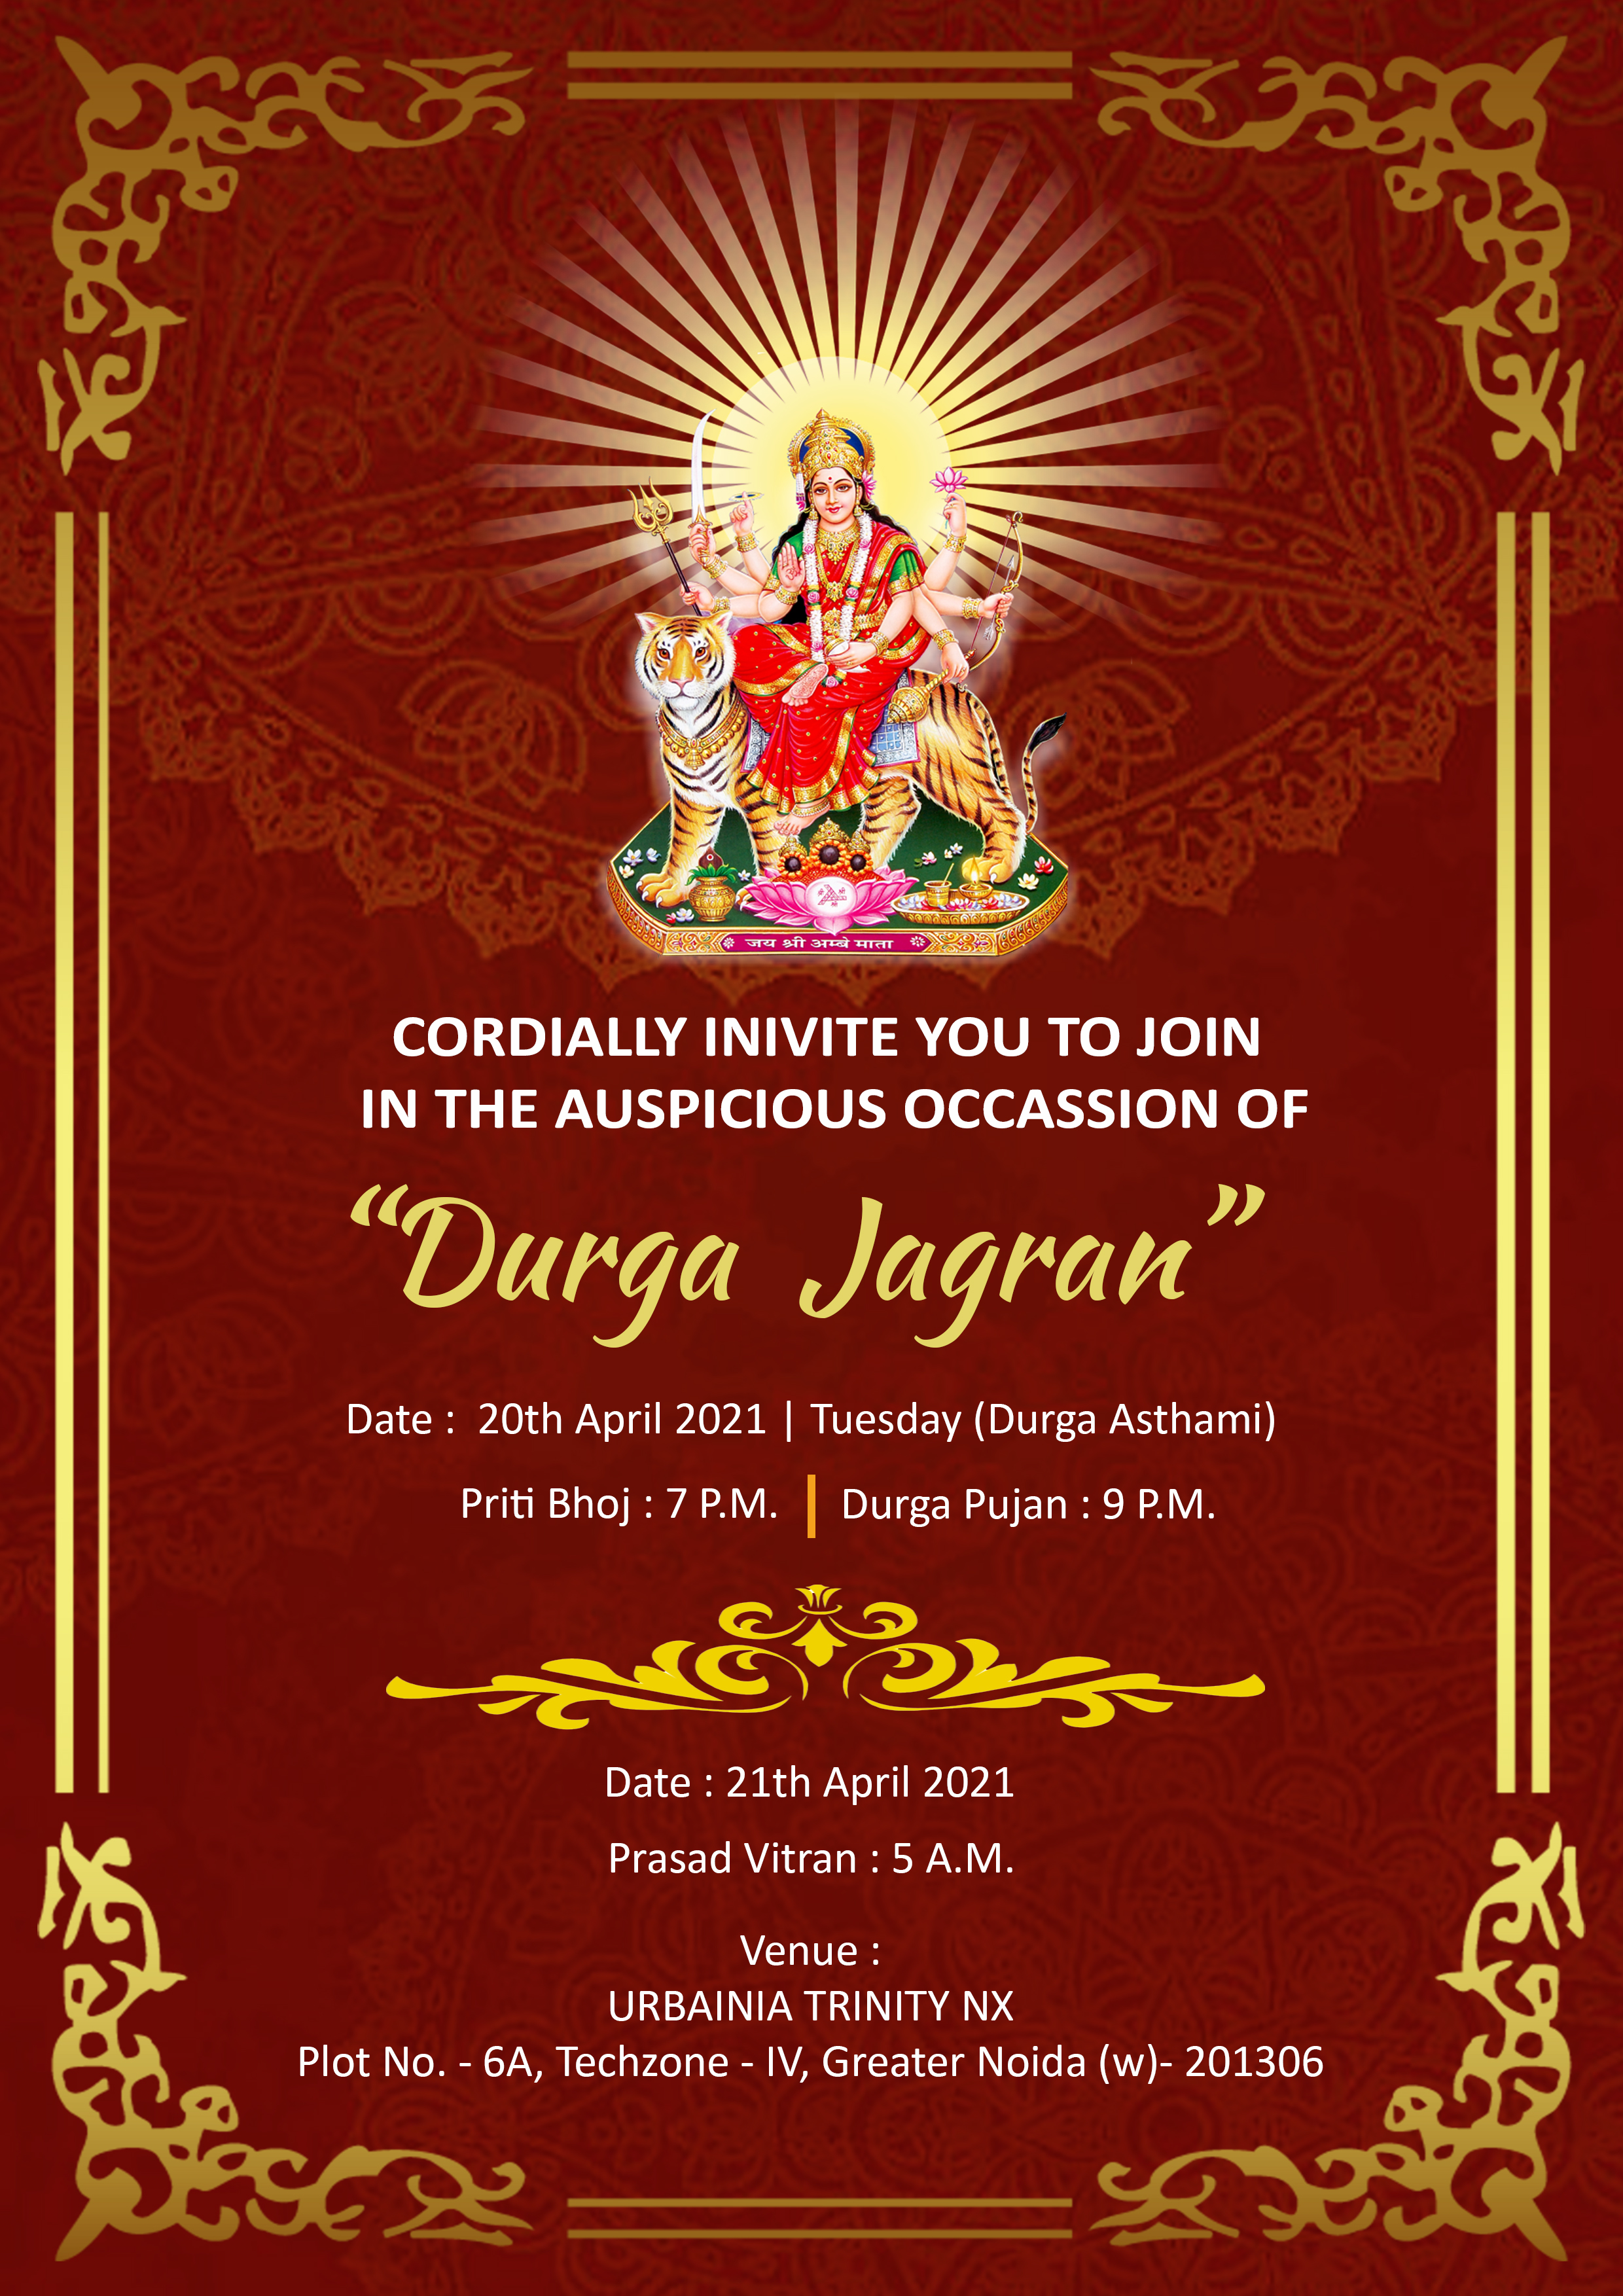 जय श्री अम्बे माता
CORDIALLY INIVITE YOU TO JOIN
IN THE AUSPICIOUS OCCASSION OF
“Durga Jagran”
Date : 20th April 2021 | Tuesday (Durga Asthami)
Priti Bhoj : 7 P.M. | Durga Pujan : 9 P.M.
Date : 21th April 2021
Prasad Vitran : 5 A.M.
Venue :
URBAINIA TRINITY NX
Plot No. - 6A, Techzone - IV, Greater Noida (w)- 201306